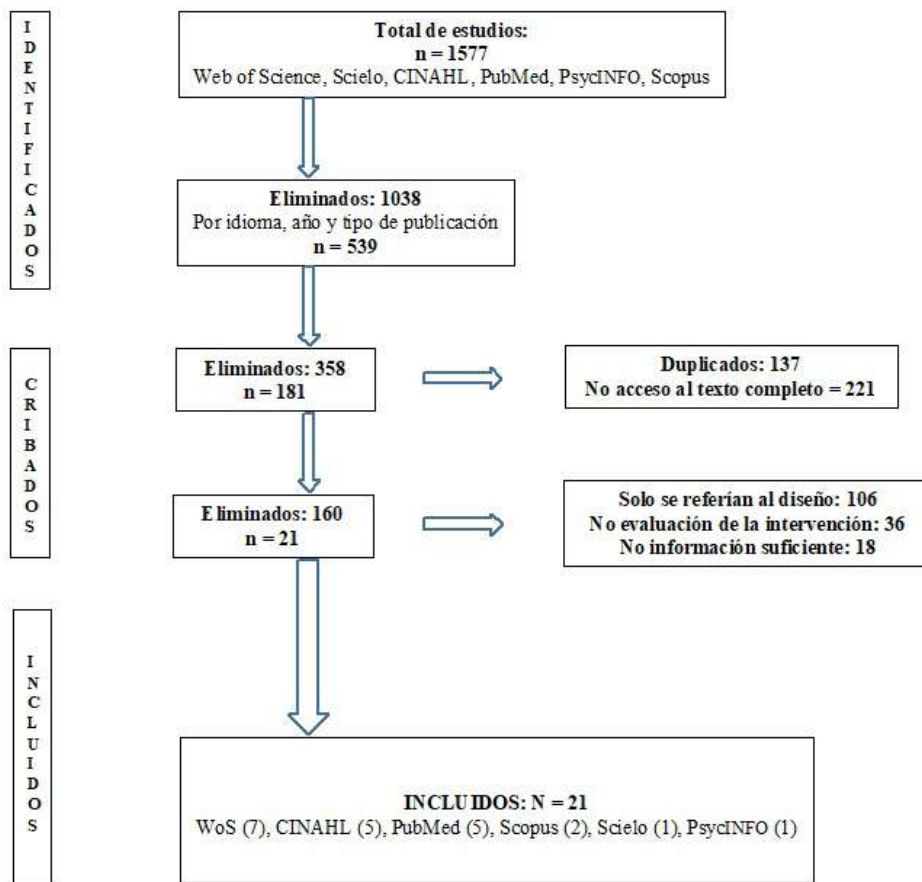 IDENTIFICADOS
Total de estudios:
n = 1577
Web of Science, Scielo, CINAHL, PubMed, PsycINFO, Scopus
Eliminados: 1038
Por idioma, año y tipo de publicación
n = 539
CRIBADOS
Eliminados: 358
n = 181
Duplicados: 137
No acceso al texto completo = 221
Eliminados: 160
n = 21
Solo se referían al diseño: 106
No evaluación de la intervención: 36
No información suficiente: 18
INCLUIDOS
INCLUIDOS: N = 21
WoS (7), CINAHL (5), PubMed (5), Scopus (2), Scielo (1), PsycINFO (1)